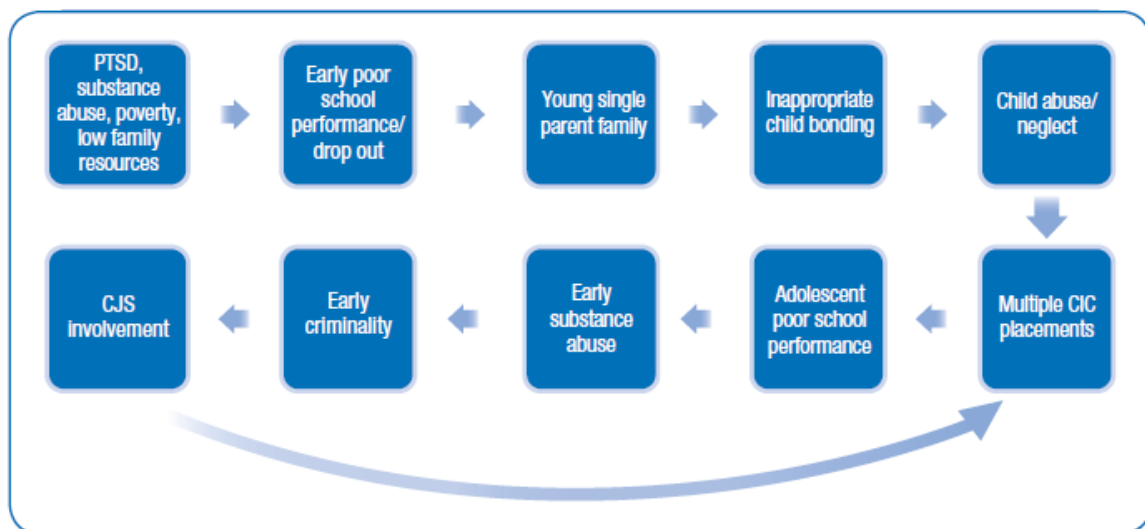 PTSD,
substance
abuse, poverty,
low family
resources
Early poor
school
performance/
drop out
Young single
parent family
Inappropriate
child bonding
Child abuse/
neglect
CJS
involvement
Early
criminality
Early
substance
abuse
Adolescent
poor school
performance
Multiple CIC
placements